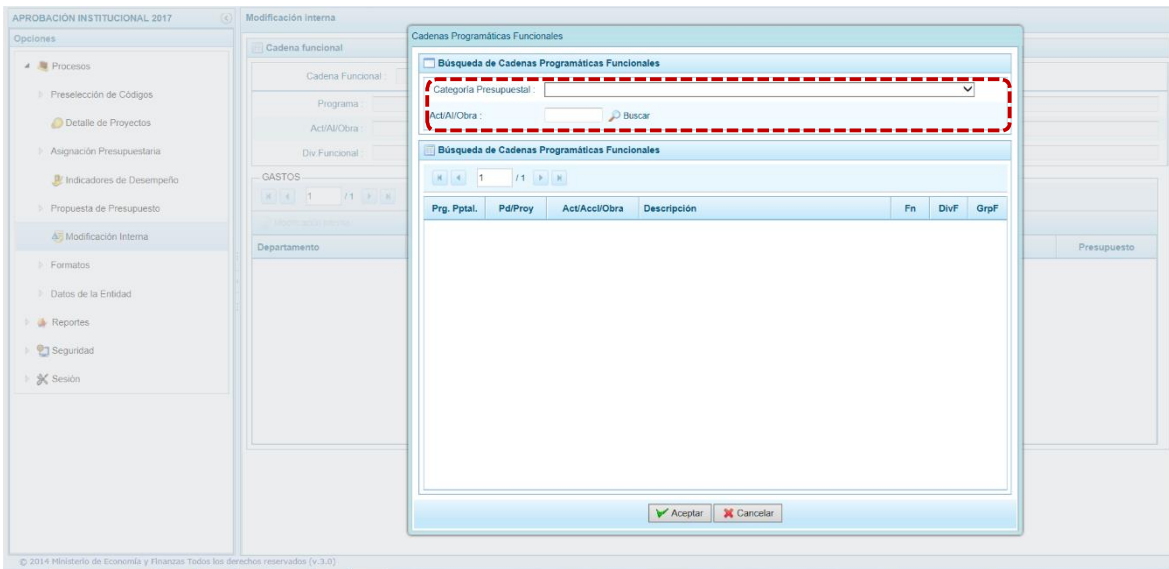 APROBACIÓN INSTITUCIONAL 2017
Opciones
Procesos
Preselección de Códigos
Detalle de Proyectos
Asignación Presupuestaria
Indicadores de Desempeño
Propuesta de Presupuesto
Modificación Interna
Formatos
Datos de la Entidad
Reportes
Seguridad
Sesión
Modificación interna
Cadena funcional
Cadena Funcional :
Programa :
Act/AI/Obra :
Div.Funcional :
GASTOS
1 / 1
Modificación Interna
Departamento
Presupuesto
Cadenas Programáticas Funcionales
Búsqueda de Cadenas Programáticas Funcionales
Categoría Presupuestal :
Act/AI/Obra : Buscar
Búsqueda de Cadenas Programáticas Funcionales
1 / 1
Prg. Pptal. Pd/Proy Act/AccI/Obra Descripción Fn DivF GrpF
Aceptar Cancelar
© 2014 Ministerio de Economía y Finanzas Todos los derechos reservados (v.3.0)